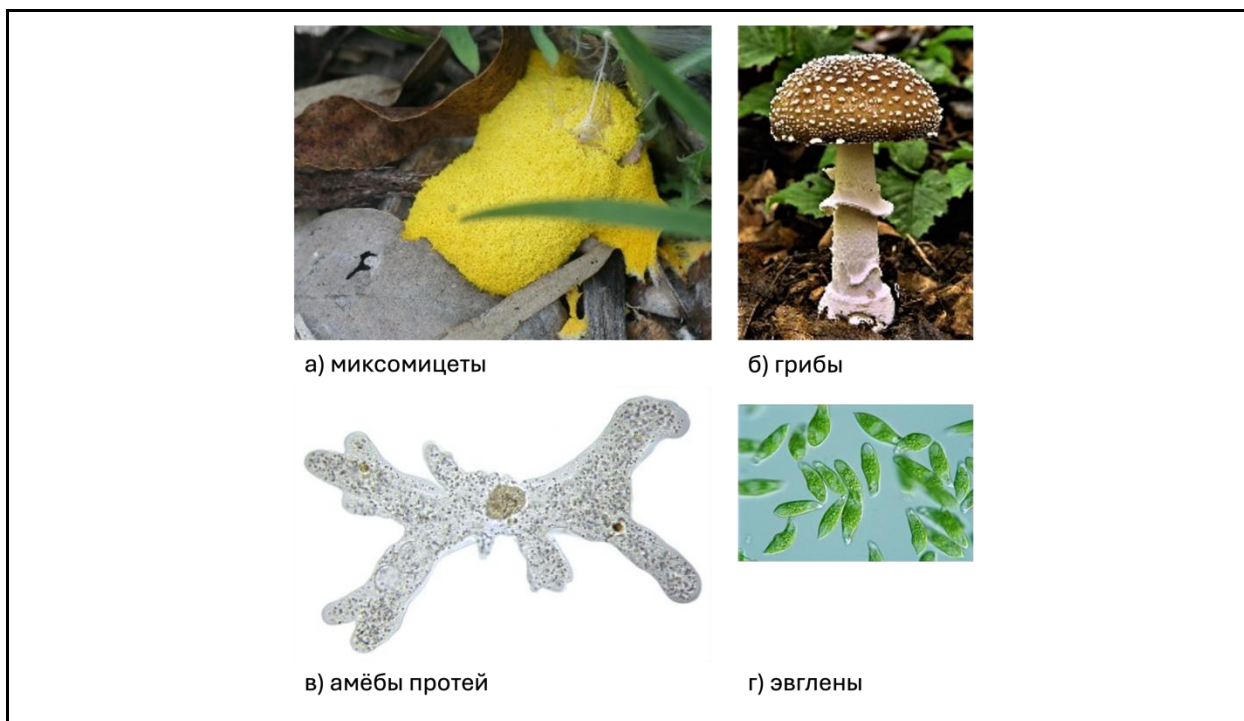 а) миксомицеты
б) грибы
в) амёбы протей
г) эвглены